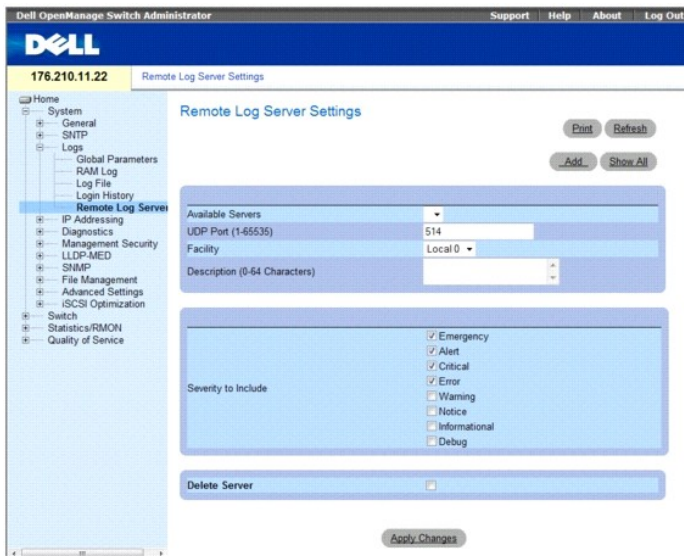 Dell OpenManage Switch Administrator
Support Help About Log Out
DELL
176.210.11.22
Remote Log Server Settings
Home
System
General
SNTP
Logs
Global Parameters
RAM Log
Log File
Login History
Remote Log Server
IP Addressing
Diagnostics
Management Security
LLDP-MED
SNMP
File Management
Advanced Settings
iSCSI Optimization
Switch
Statistics/RMON
Quality of Service
Remote Log Server Settings
Print Refresh
Add Show All
Available Servers
UDP Port (1-65535) 514
Facility Local 0
Description (0-64 Characters)
Severity to Include
Emergency
Alert
Critical
Error
Warning
Notice
Informational
Debug
Delete Server
Apply Changes